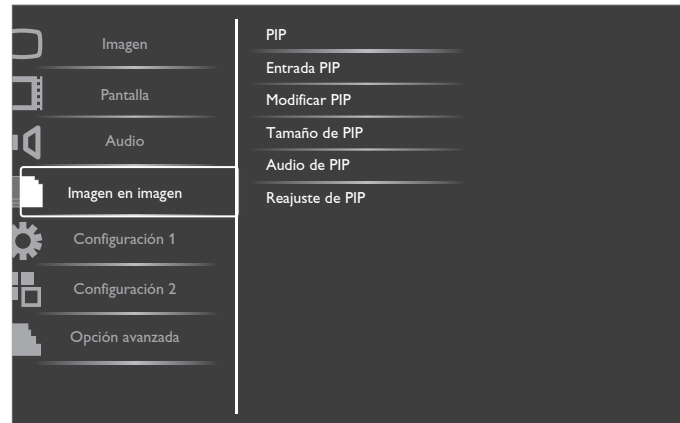 Imagen
Pantalla
Audio
Imagen en imagen
Configuración 1
Configuración 2
Opción avanzada
PIP
Entrada PIP
Modificar PIP
Tamaño de PIP
Audio de PIP
Reajuste de PIP